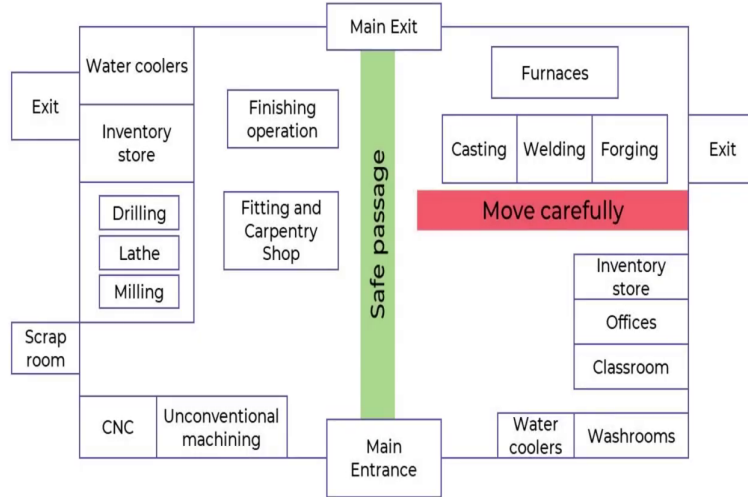 Main Exit
Water coolers
Furnaces
Exit
Finishing
operation
Inventory
store
Casting
Welding
Forging
Exit
Safe passage
Drilling
Fitting and
Carpentry
Shop
Move carefully
Lathe
Milling
Inventory
store
Offices
Scrap
room
Classroom
CNC
Unconventional
machining
Main
Entrance
Water
coolers
Washrooms